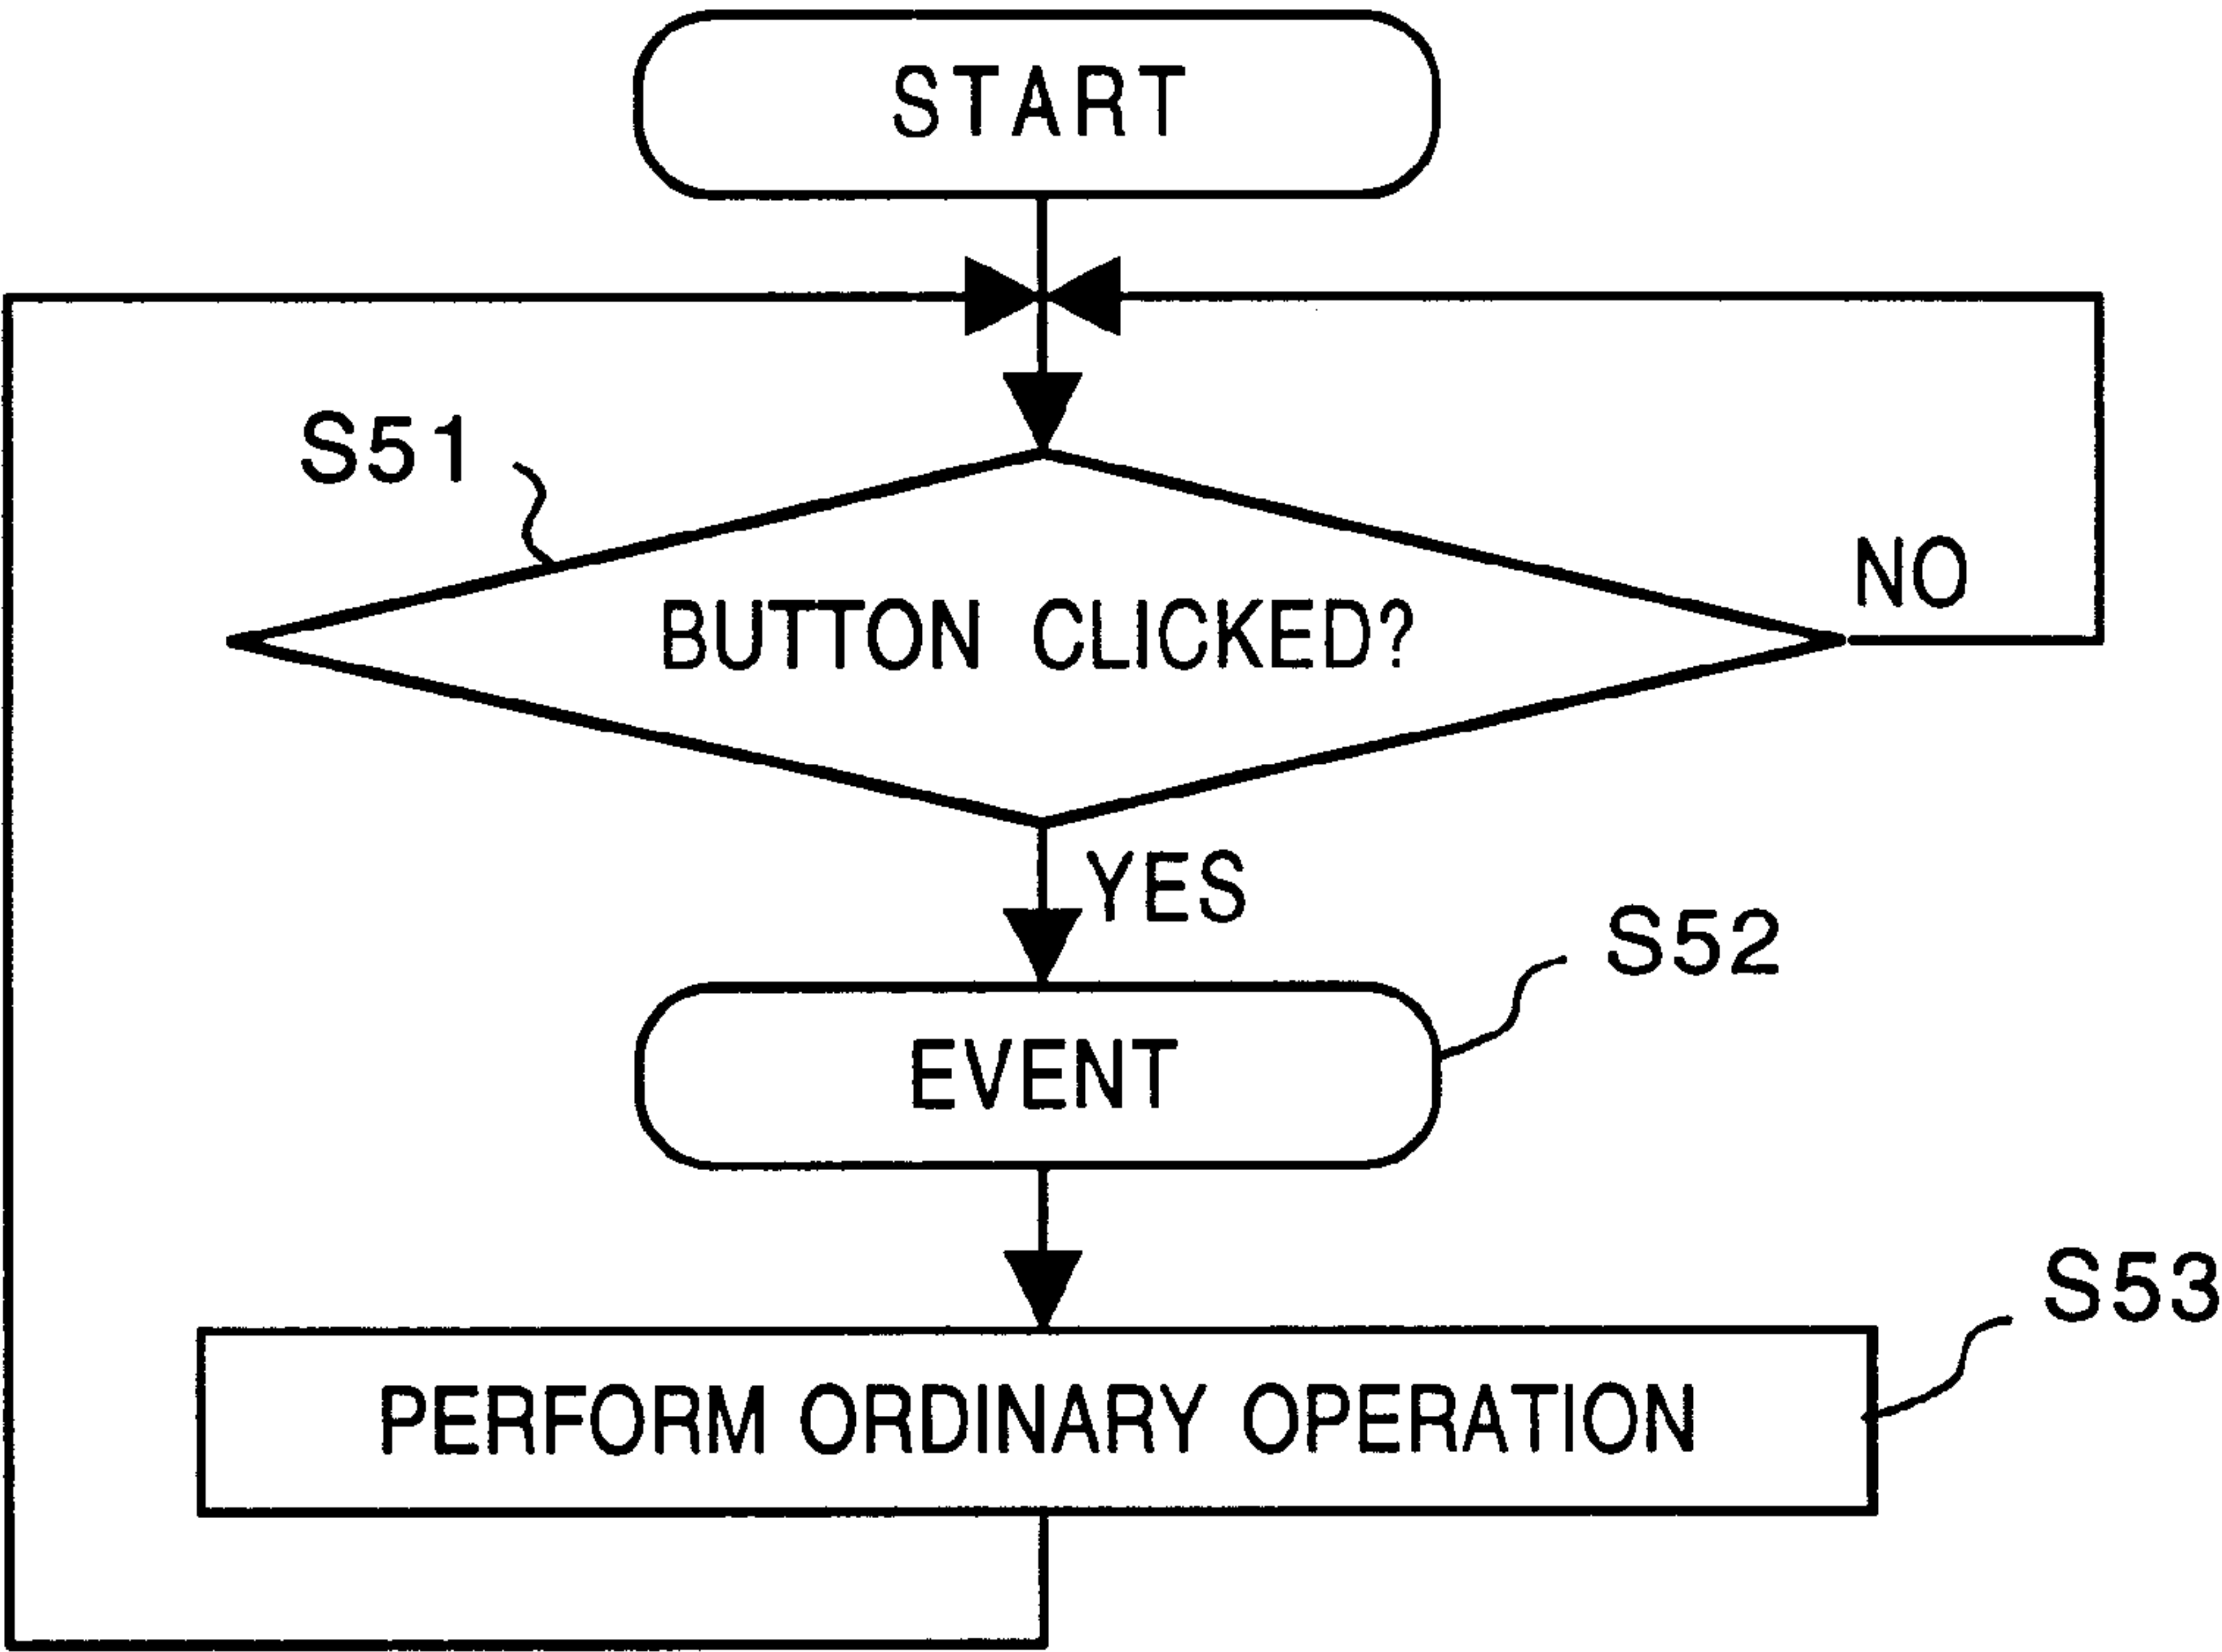 START
S51
NO
BUTTON CLICKED?
YES
S52
EVENT
S53
PERFORM ORDINARY OPERATION